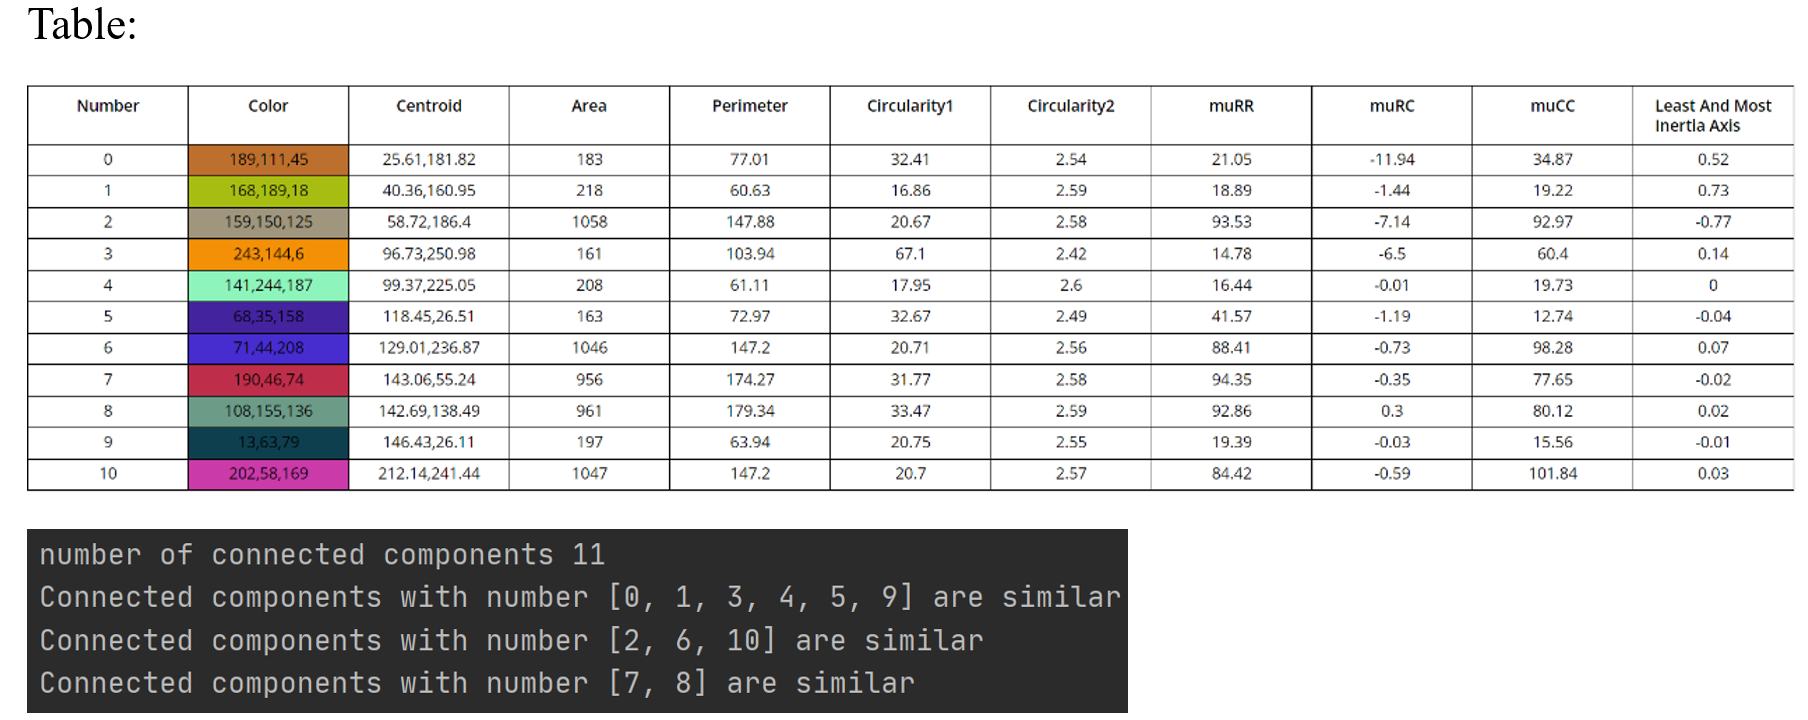 Table:
Number Color Centroid Area Perimeter Circularity1 Circularity2 muRR muRC muCC Least And Most Inertia Axis
0 189,111,45 25.61,181.82 183 77.01 32.41 2.54 21.05 -11.94 34.87 0.52
1 168,189,18 40.36,160.95 218 60.63 16.86 2.59 18.89 -1.44 19.22 0.73
2 159,150,125 58.72,186.4 1058 147.88 20.67 2.58 93.53 -7.14 92.97 -0.77
3 243,144,6 96.73,250.98 161 103.94 67.1 2.42 14.78 -6.5 60.4 0.14
4 141,244,187 99.37,225.05 208 61.11 17.95 2.6 16.44 -0.01 19.73 0
5 68,35,158 118.45,26.51 163 72.97 32.67 2.49 41.57 -1.19 12.74 -0.04
6 71,44,208 129.01,236.87 1046 147.2 20.71 2.56 88.41 -0.73 98.28 0.07
7 190,46,74 143.06,55.24 956 174.27 31.77 2.58 94.35 -0.35 77.65 -0.02
8 108,155,136 142.69,138.49 961 179.34 33.47 2.59 92.86 0.3 80.12 0.02
9 13,63,79 146.43,26.11 197 63.94 20.75 2.55 19.39 -0.03 15.56 -0.01
10 202,58,169 212.14,241.44 1047 147.2 20.7 2.57 84.42 -0.59 101.84 0.03
number of connected components 11
Connected components with number [0, 1, 3, 4, 5, 9] are similar
Connected components with number [2, 6, 10] are similar
Connected components with number [7, 8] are similar